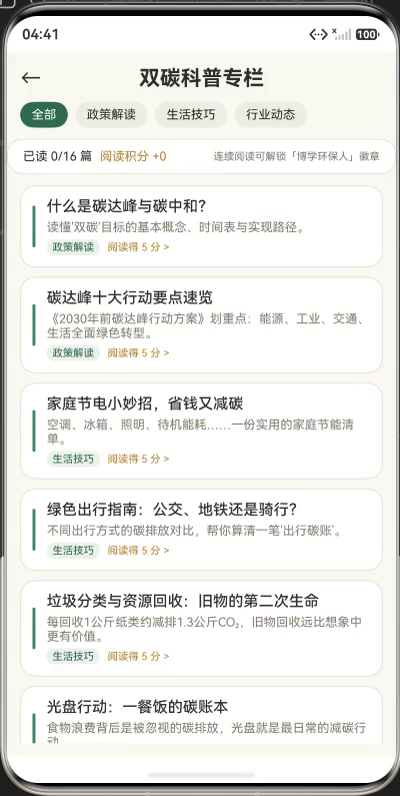 04:41
100
双碳科普专栏
全部 政策解读 生活技巧 行业动态
已读 0/16 篇 阅读积分 +0 连续阅读可解锁「博学环保人」徽章
什么是碳达峰与碳中和？
读懂'双碳'目标的基本概念、时间表与实现路径。
政策解读 阅读得 5 分 >
碳达峰十大行动要点速览
《2030年前碳达峰行动方案》划重点：能源、工业、交通、
生活全面绿色转型。
政策解读 阅读得 5 分 >
家庭节电小妙招，省钱又减碳
空调、冰箱、照明、待机能耗……一份实用的家庭节能清
单。
生活技巧 阅读得 5 分 >
绿色出行指南：公交、地铁还是骑行？
不同出行方式的碳排放对比，帮你算清一笔'出行碳账'。
生活技巧 阅读得 5 分 >
垃圾分类与资源回收：旧物的第二次生命
每回收1公斤纸类约减排1.3公斤CO₂，旧物回收远比想象中
更有价值。
生活技巧 阅读得 5 分 >
光盘行动：一餐饭的碳账本
食物浪费背后是被忽视的碳排放，光盘就是最日常的减碳行
动